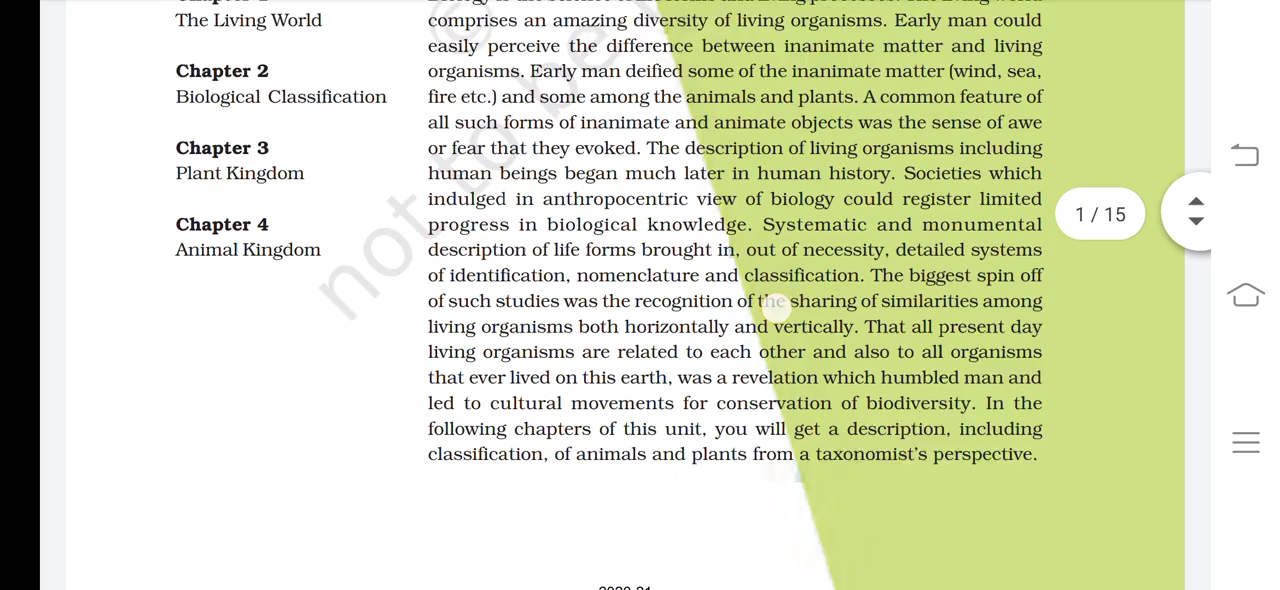 The Living World
Chapter 2
Biological Classification
Chapter 3
Plant Kingdom
Chapter 4
Animal Kingdom
comprises an amazing diversity of living organisms. Early man could
easily perceive the difference between inanimate matter and living
organisms. Early man deified some of the inanimate matter (wind, sea,
fire etc.) and some among the animals and plants. A common feature of
all such forms of inanimate and animate objects was the sense of awe
or fear that they evoked. The description of living organisms including
human beings began much later in human history. Societies which
indulged in anthropocentric view of biology could register limited
progress in biological knowledge. Systematic and monumental
description of life forms brought in, out of necessity, detailed systems
of identification, nomenclature and classification. The biggest spin off
of such studies was the recognition of the sharing of similarities among
living organisms both horizontally and vertically. That all present day
living organisms are related to each other and also to all organisms
that ever lived on this earth, was a revelation which humbled man and
led to cultural movements for conservation of biodiversity. In the
following chapters of this unit, you will get a description, including
classification, of animals and plants from a taxonomist's perspective.
© not to be
1 / 15